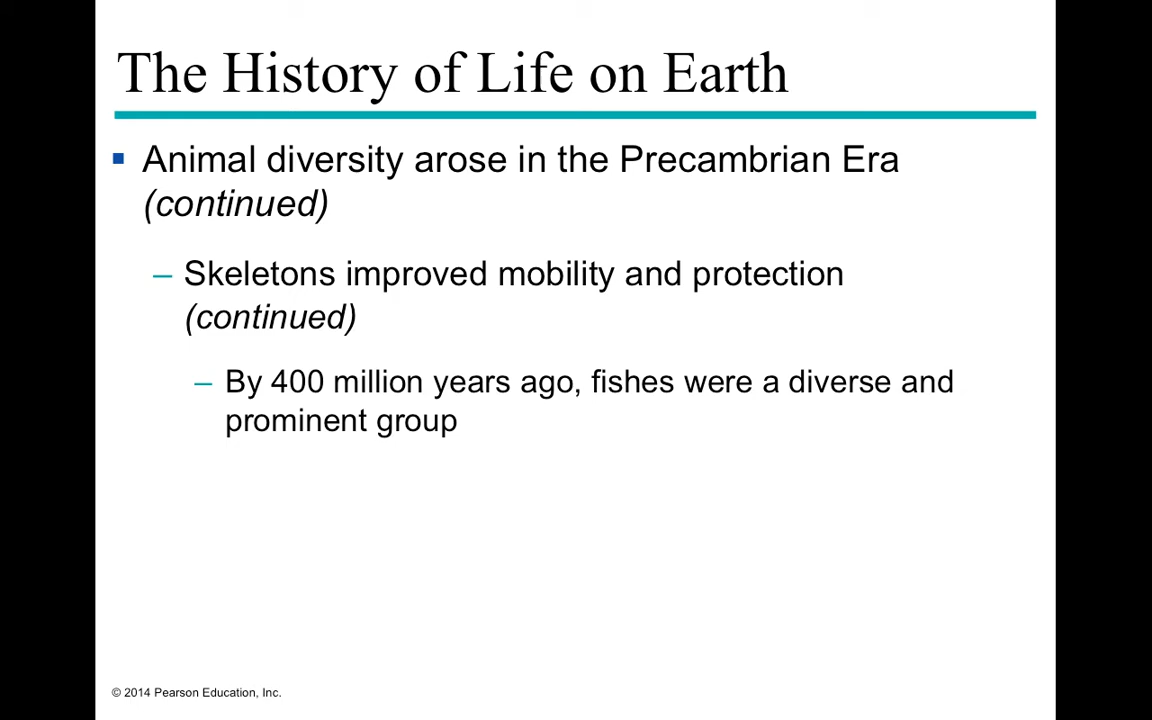 The History of Life on Earth
▪ Animal diversity arose in the Precambrian Era
(continued)
– Skeletons improved mobility and protection
(continued)
– By 400 million years ago, fishes were a diverse and
prominent group
© 2014 Pearson Education, Inc.